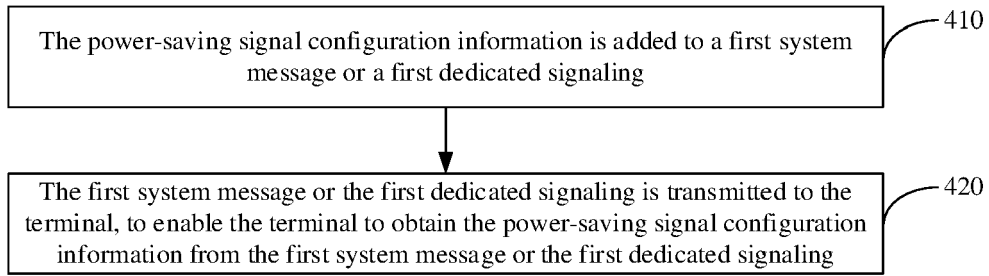 The power-saving signal configuration information is added to a first system
message or a first dedicated signaling
410
The first system message or the first dedicated signaling is transmitted to the
terminal, to enable the terminal to obtain the power-saving signal configuration
information from the first system message or the first dedicated signaling
420